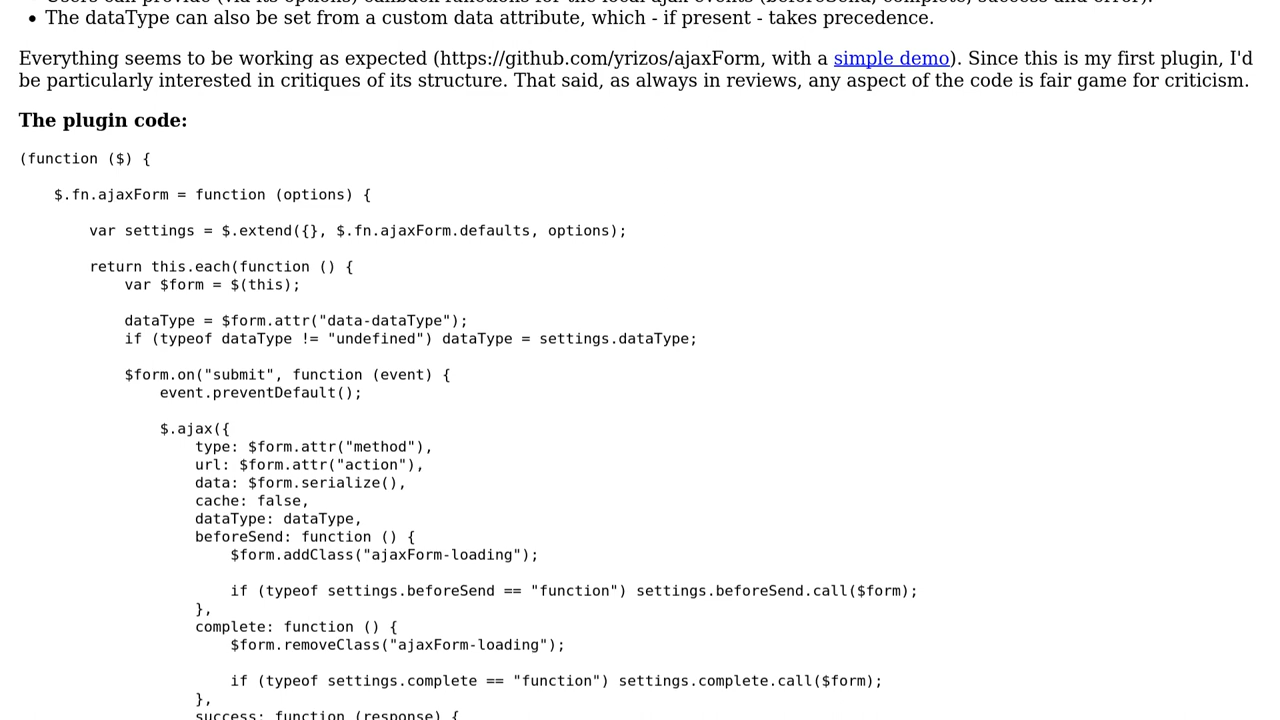 • The dataType can also be set from a custom data attribute, which - if present - takes precedence.
Everything seems to be working as expected (https://github.com/yrizos/ajaxForm, with a simple demo). Since this is my first plugin, I'd
be particularly interested in critiques of its structure. That said, as always in reviews, any aspect of the code is fair game for criticism.
The plugin code:
(function ($) {
    $.fn.ajaxForm = function (options) {
        var settings = $.extend({}, $.fn.ajaxForm.defaults, options);
        return this.each(function () {
            var $form = $(this);
            dataType = $form.attr("data-dataType");
            if (typeof dataType != "undefined") dataType = settings.dataType;
            $form.on("submit", function (event) {
                event.preventDefault();
                $.ajax({
                    type: $form.attr("method"),
                    url: $form.attr("action"),
                    data: $form.serialize(),
                    cache: false,
                    dataType: dataType,
                    beforeSend: function () {
                        $form.addClass("ajaxForm-loading");
                        if (typeof settings.beforeSend == "function") settings.beforeSend.call($form);
                    },
                    complete: function () {
                        $form.removeClass("ajaxForm-loading");
                        if (typeof settings.complete == "function") settings.complete.call($form);
                    },
                    success: function (response) {